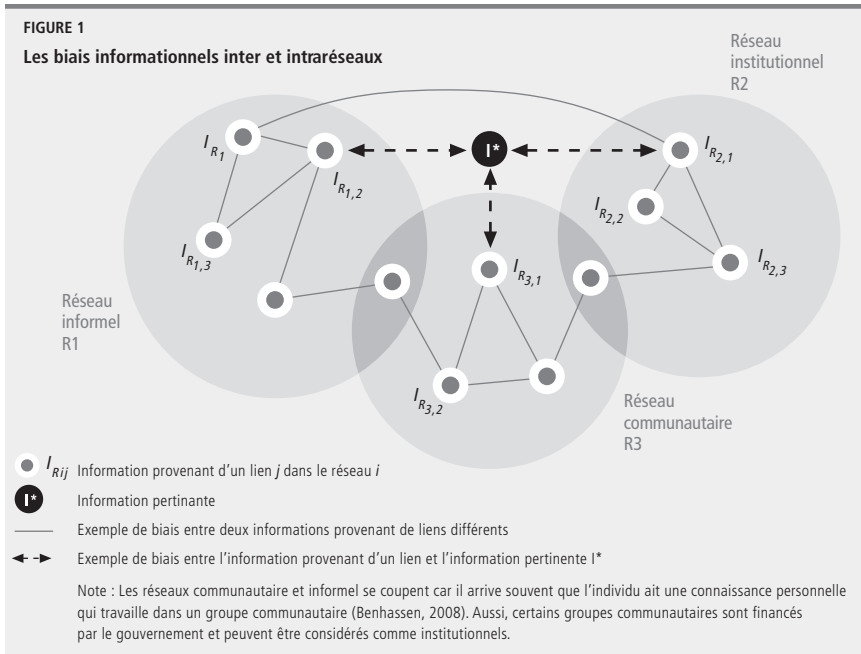 FIGURE 1
Les biais informationnels inter et intraréseaux
Réseau
institutionnel
R2
I R1
I R1,2
I*
I R2,1
I R2,2
I R1,3
I R3,1
I R2,3
Réseau
informel
R1
I R3,2
Réseau
communautaire
R3
I Rij Information provenant d'un lien j dans le réseau i
I* Information pertinante
Exemple de biais entre deux informations provenant de liens différents
Exemple de biais entre l'information provenant d'un lien et l'information pertinente I*
Note : Les réseaux communautaire et informel se coupent car il arrive souvent que l'individu ait une connaissance personnelle
qui travaille dans un groupe communautaire (Benhassen, 2008). Aussi, certains groupes communautaires sont financés
par le gouvernement et peuvent être considérés comme institutionnels.